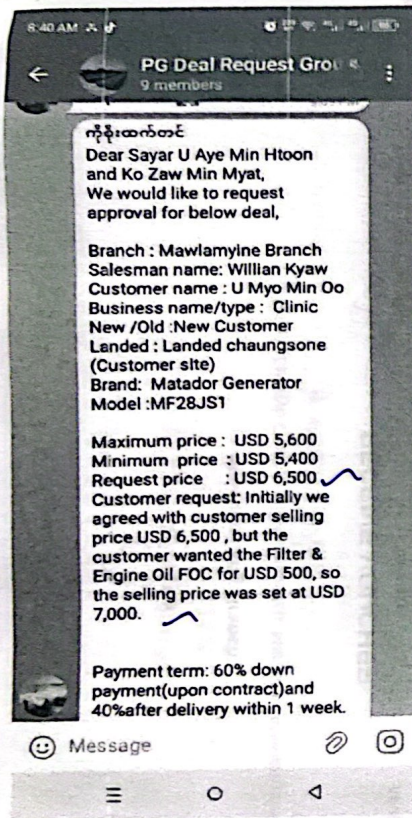 8:40 AM
PG Deal Request Grou
9 members
ကိုစိုးထက်တင်
Dear Sayar U Aye Min Htoon
and Ko Zaw Min Myat,
We would like to request
approval for below deal,
Branch : Mawlamyine Branch
Salesman name: Willian Kyaw
Customer name : U Myo Min Oo
Business name/type : Clinic
New /Old :New Customer
Landed : Landed chaungsone
(Customer site)
Brand: Matador Generator
Model :MF28JS1
Maximum price : USD 5,600
Minimum price : USD 5,400
Request price : USD 6,500
Customer request: Initially we
agreed with customer selling
price USD 6,500 , but the
customer wanted the Filter &
Engine Oil FOC for USD 500, so
the selling price was set at USD
7,000.
Payment term: 60% down
payment(upon contract)and
40%after delivery within 1 week.
Message